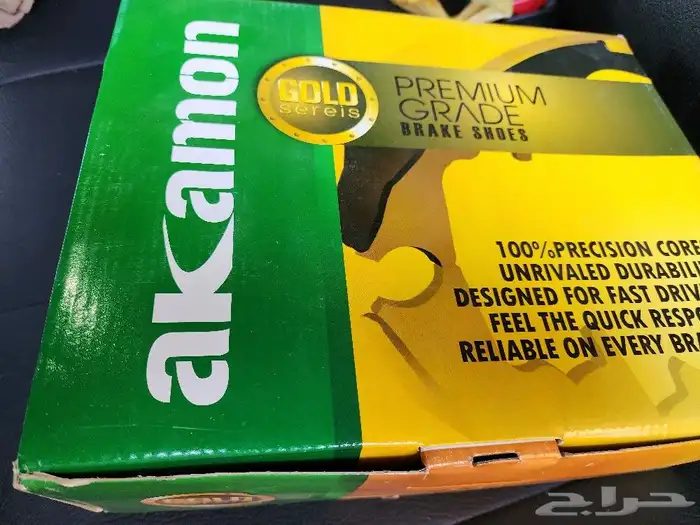 akamon
GOLD
sereis
PREMIUM
GRADE
BRAKE SHOES
100%PRECISION CORE
UNRIVALED DURABILI
DESIGNED FOR FAST DRIV
FEEL THE QUICK RESPO
RELIABLE ON EVERY BRA
حراج